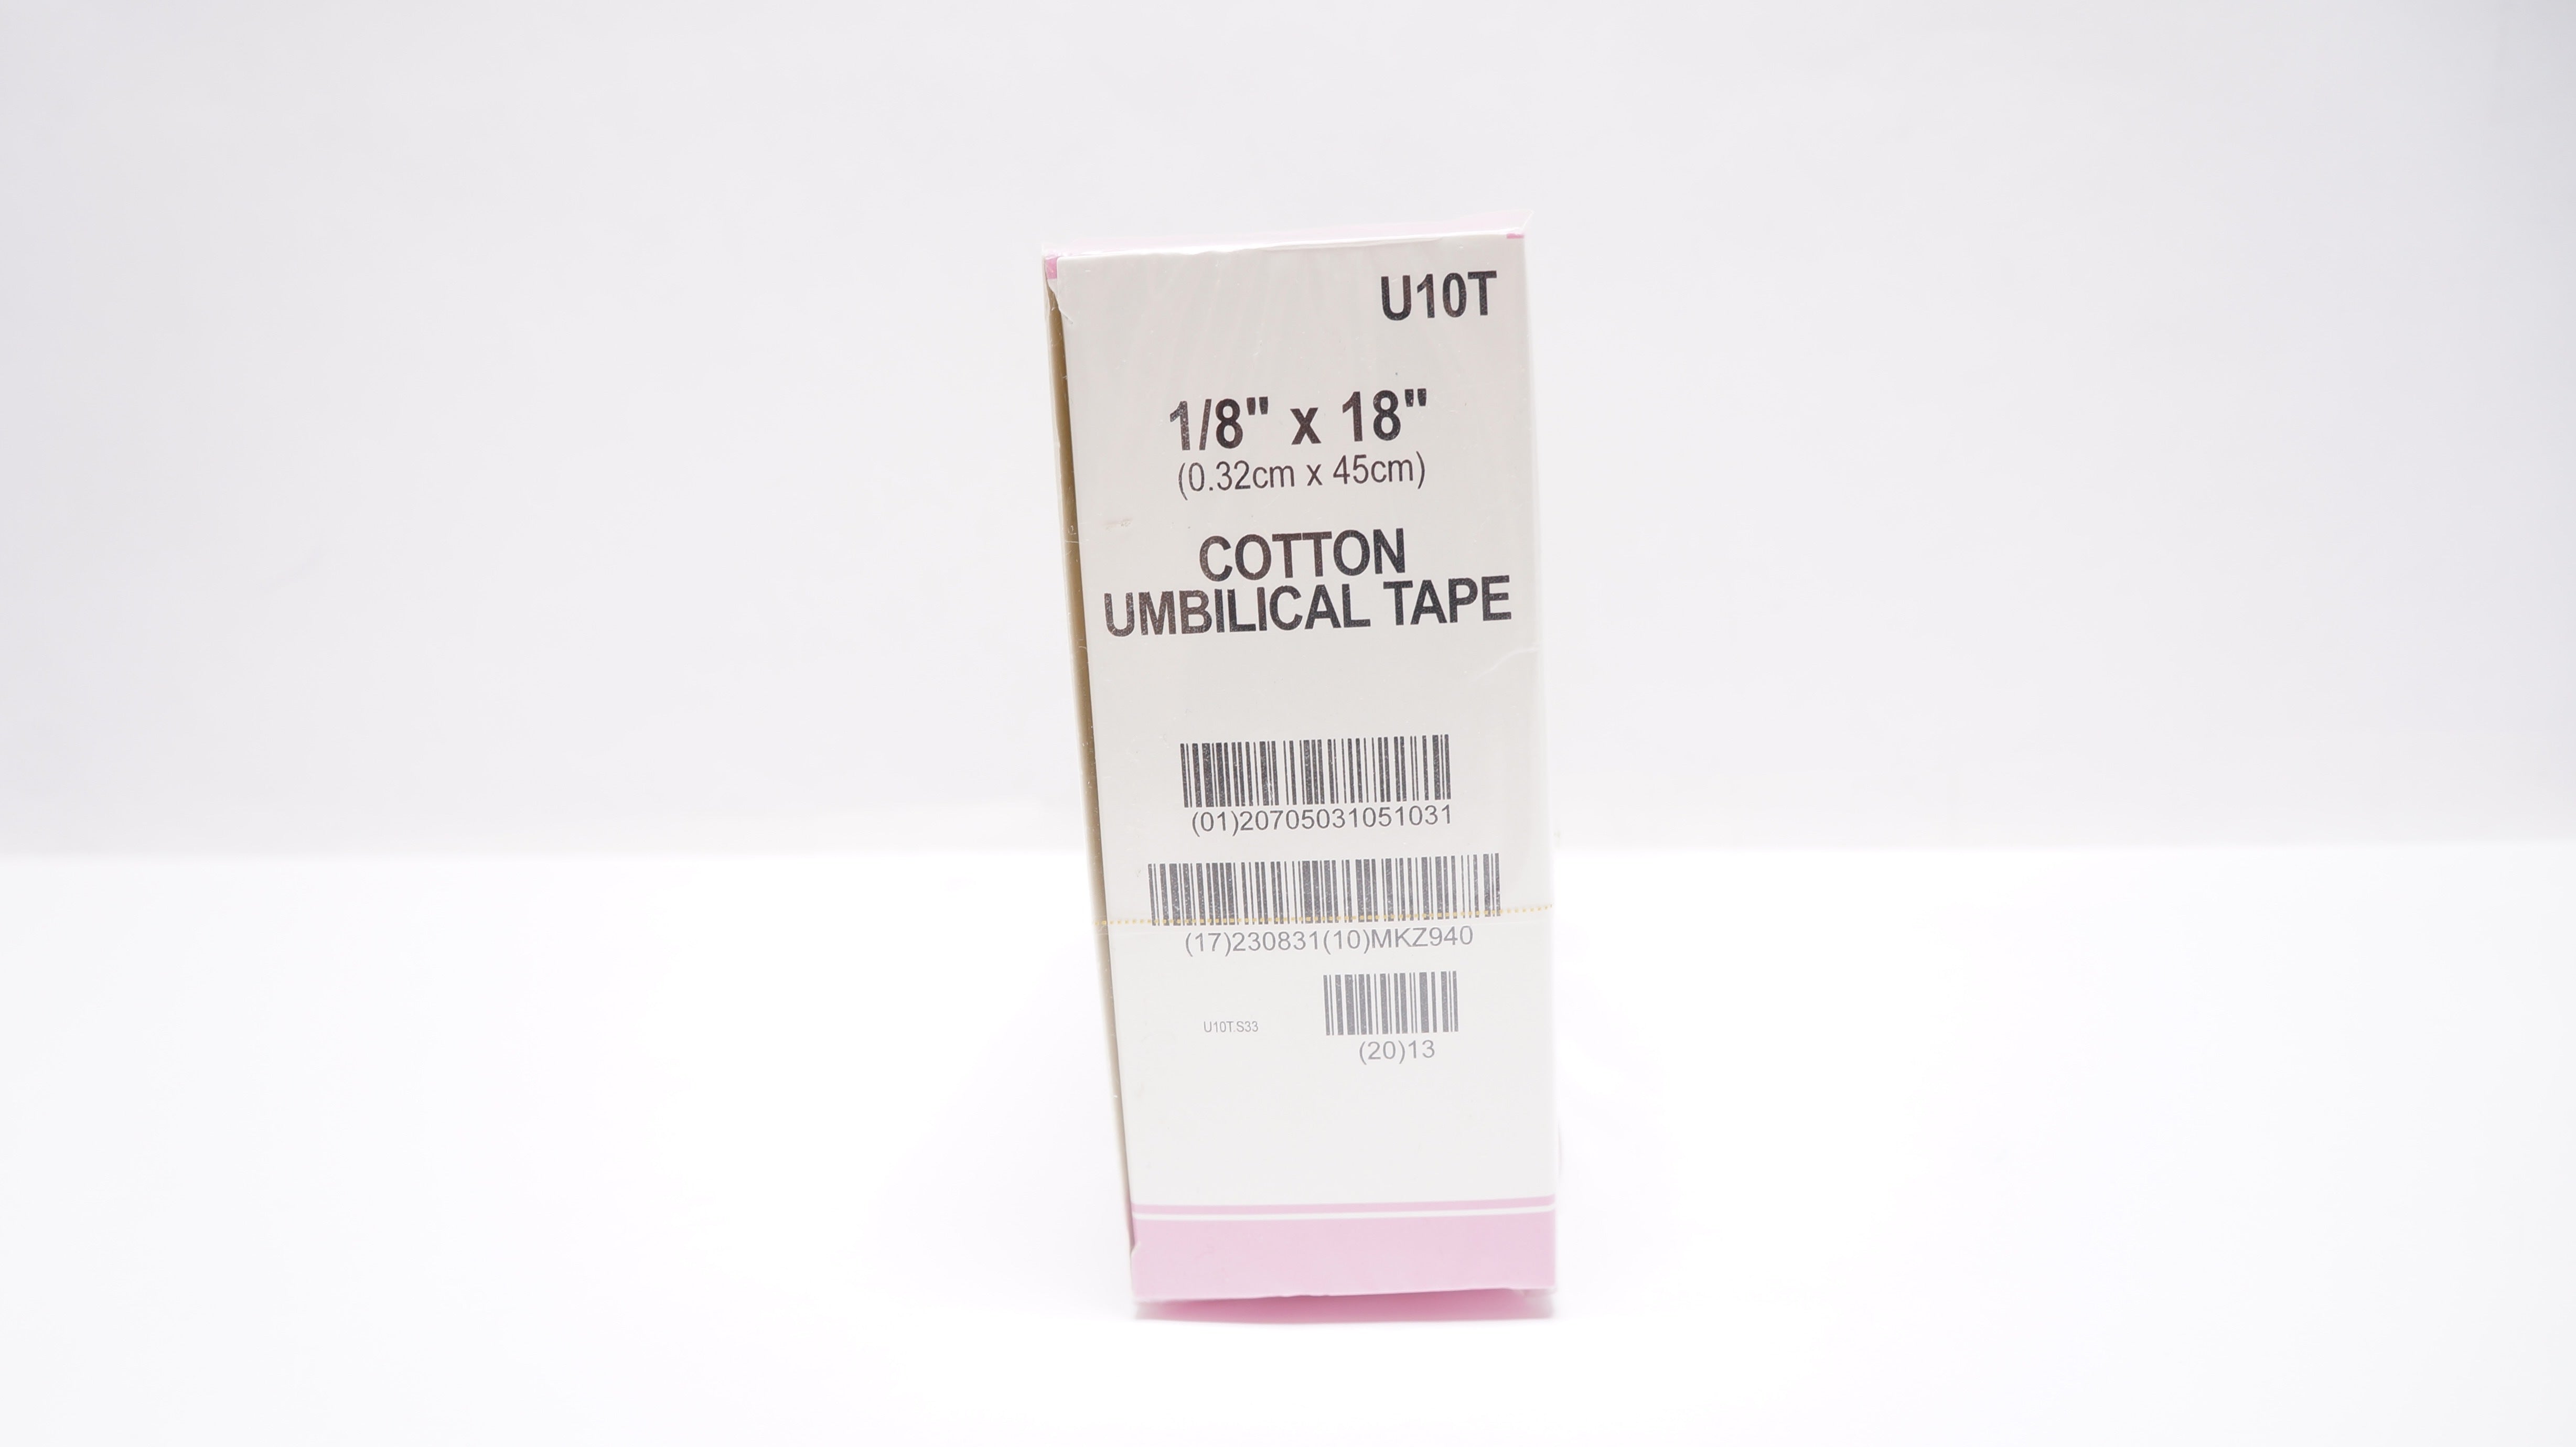 U10T
1/8" x 18"
(0.32cm x 45cm)
COTTON
UMBILICAL TAPE
(01)20705031051031
(17)230831(10)MKZ940
U10T.S33
(20)13